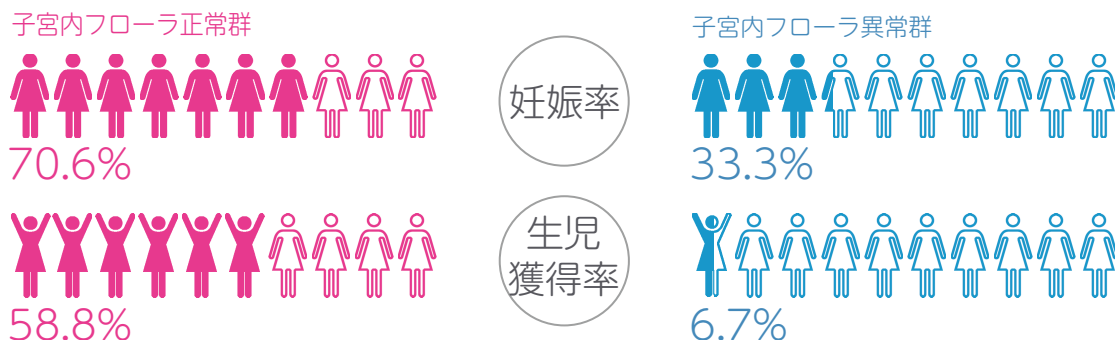 子宮内フローラ正常群
妊娠率
子宮内フローラ異常群
70.6%
33.3%
生児
獲得率
58.8%
6.7%